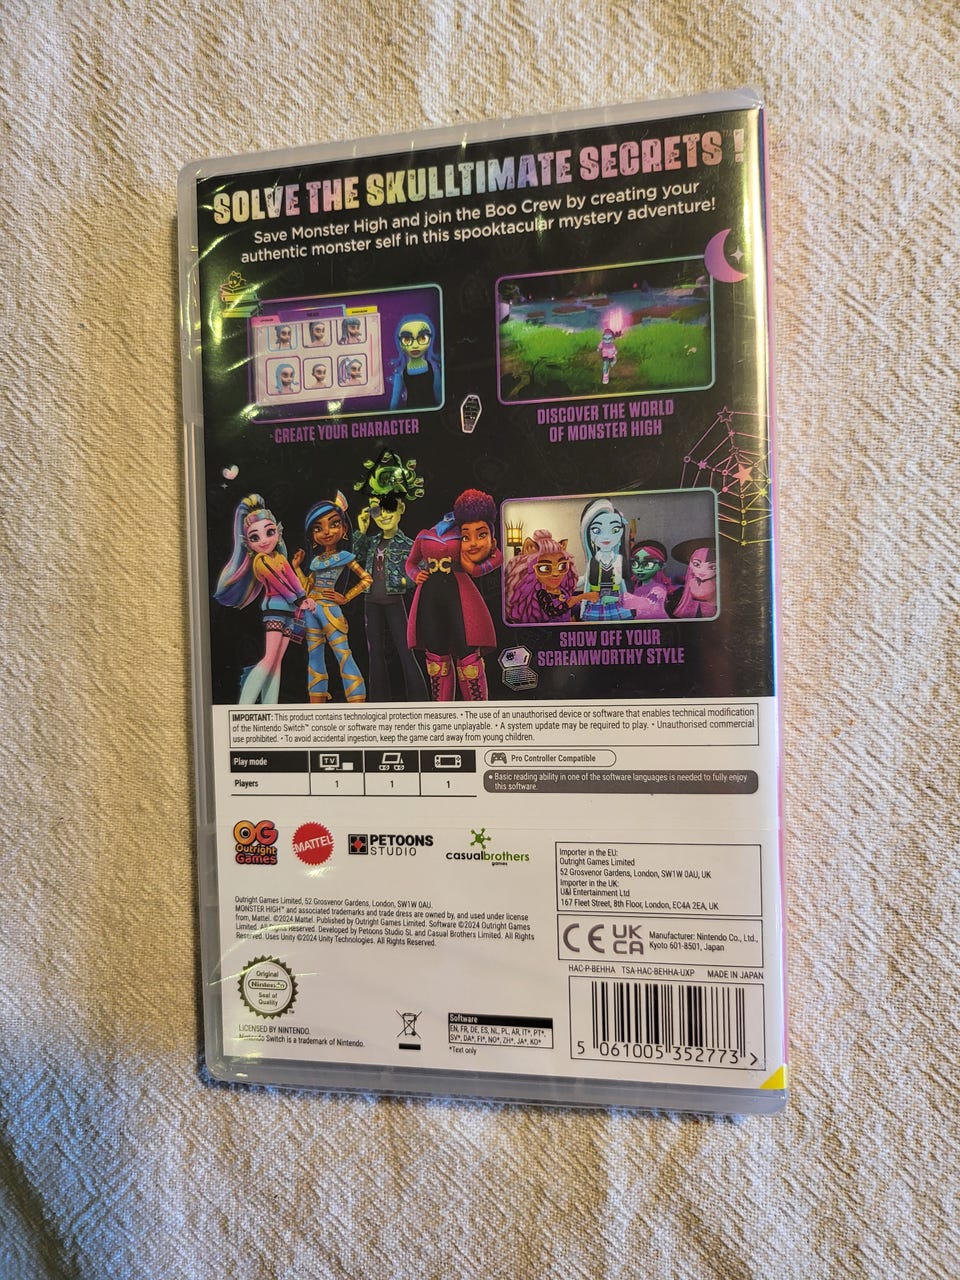 SOLVE THE SKULLTIMATE SECRETS !
Save Monster High and join the Boo Crew by creating your
authentic monster self in this spooktacular mystery adventure!
CREATE YOUR CHARACTER
DISCOVER THE WORLD
OF MONSTER HIGH
SHOW OFF YOUR
SCREAMWORTHY STYLE
IMPORTANT: This product contains technological protection measures. • The use of an unauthorised device or software that enables technical modification
of the Nintendo Switch™ console or software may render this game unplayable. • A system update may be required to play. • Unauthorised commercial
use prohibited. • To avoid accidental ingestion, keep the game card away from young children.
Play mode
TV
Players 1 1 1
Pro Controller Compatible
• Basic reading ability in one of the software languages is needed to fully enjoy
this software.
OG
Outright
Games
MATTEL
PETOONS
STUDIO
casualbrothers
games
Importer in the EU:
Outright Games Limited
52 Grosvenor Gardens, London, SW1W 0AU, UK
Importer in the UK:
U&I Entertainment Ltd
167 Fleet Street, 8th Floor, London, EC4A 2EA, UK
Outright Games Limited, 52 Grosvenor Gardens, London, SW1W 0AU.
MONSTER HIGH™ and associated trademarks and trade dress are owned by, and used under license
from, Mattel. ©2024 Mattel. Published by Outright Games Limited. Software ©2024 Outright Games
Limited. All Rights Reserved. Developed by Petoons Studio SL and Casual Brothers Limited. All Rights
Reserved. Uses Unity ©2024 Unity Technologies. All Rights Reserved.
CE UK
CA
Manufacturer: Nintendo Co., Ltd.,
Kyoto 601-8501, Japan
HAC-P-BEHHA TSA-HAC-BEHHA-UXP MADE IN JAPAN
Original
Nintendo
Seal of
Quality
™
LICENSED BY NINTENDO.
Nintendo Switch is a trademark of Nintendo.
Software
EN, FR, DE, ES, NL, PL, AR, IT*, PT*,
SV*, DA*, FI*, NO*, ZH*, JA*, KO*
*Text only
5 061005 352773 >